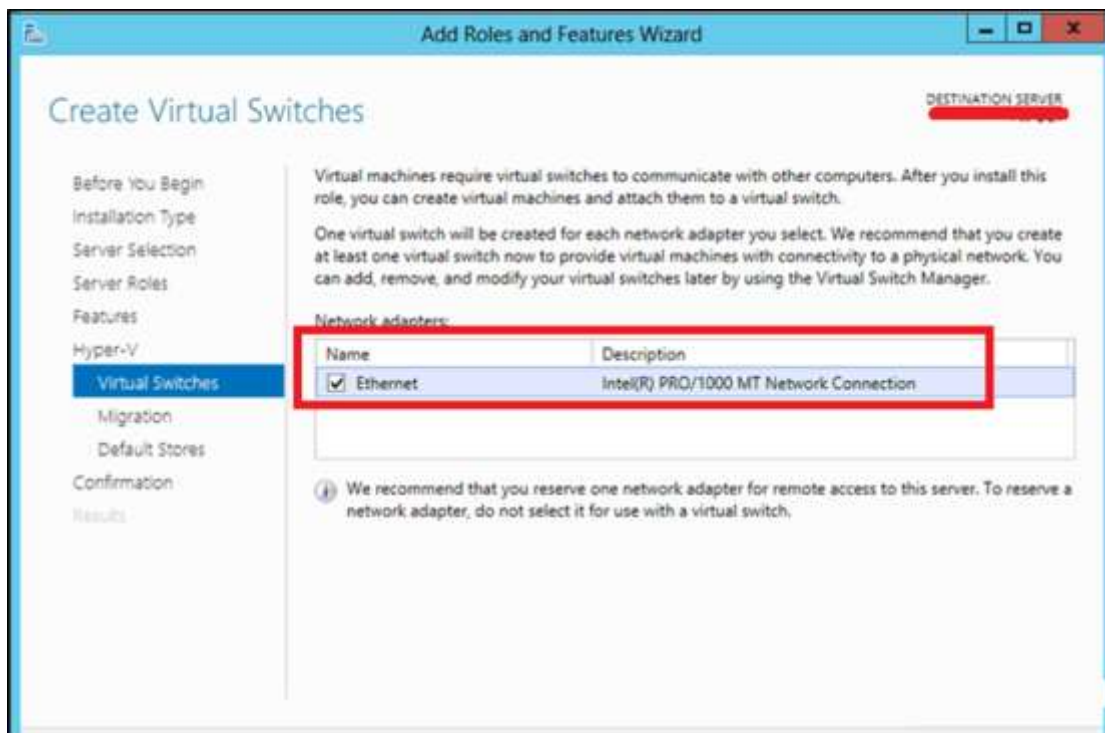 Add Roles and Features Wizard
Create Virtual Switches
DESTINATION SERVER
Before You Begin
Installation Type
Server Selection
Server Roles
Features
Hyper-V
Virtual Switches
Migration
Default Stores
Confirmation
Results
Virtual machines require virtual switches to communicate with other computers. After you install this
role, you can create virtual machines and attach them to a virtual switch.
One virtual switch will be created for each network adapter you select. We recommend that you create
at least one virtual switch now to provide virtual machines with connectivity to a physical network. You
can add, remove, and modify your virtual switches later by using the Virtual Switch Manager.
Network adapters:
Name Description
Ethernet Intel(R) PRO/1000 MT Network Connection
We recommend that you reserve one network adapter for remote access to this server. To reserve a
network adapter, do not select it for use with a virtual switch.